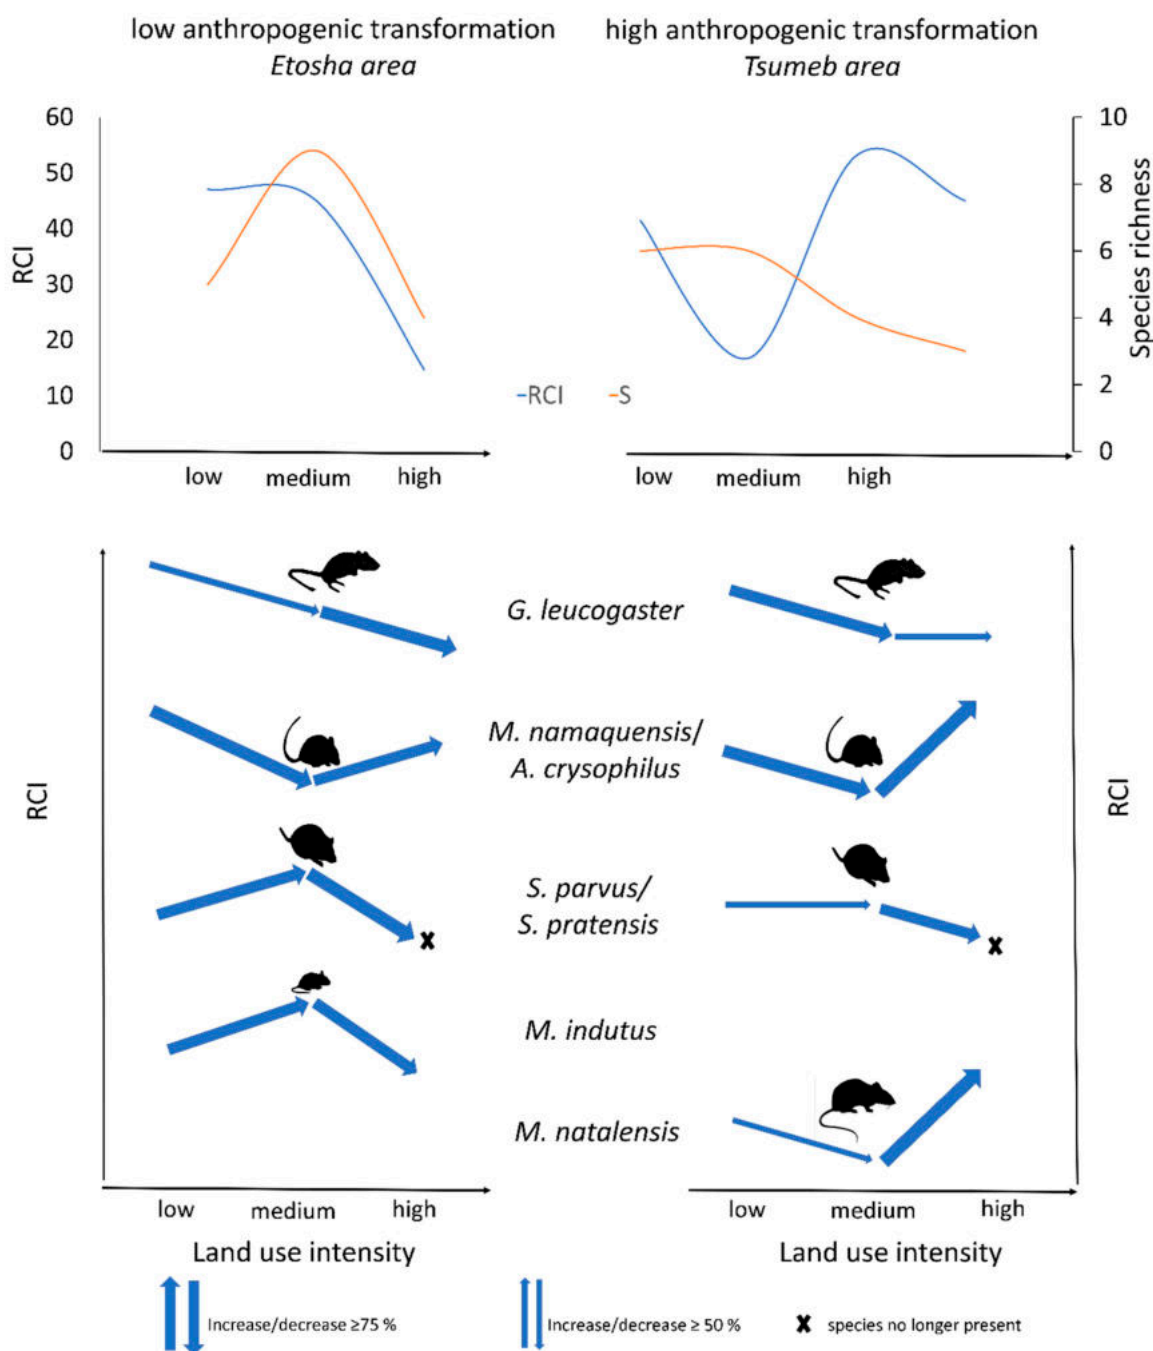 low anthropogenic transformation
Etosha area
high anthropogenic transformation
Tsumeb area
60
50
40
30
20
10
0
RCI
10
8
6
4
2
0
Species richness
RCI
S
low medium high
low medium high
G. leucogaster
M. namaquensis/
A. crysophilus
S. parvus/
S. pratensis
M. indutus
M. natalensis
RCI
RCI
x
x
low medium high
low medium high
Land use intensity
Land use intensity
Increase/decrease ≥75 %
Increase/decrease ≥ 50 %
x species no longer present